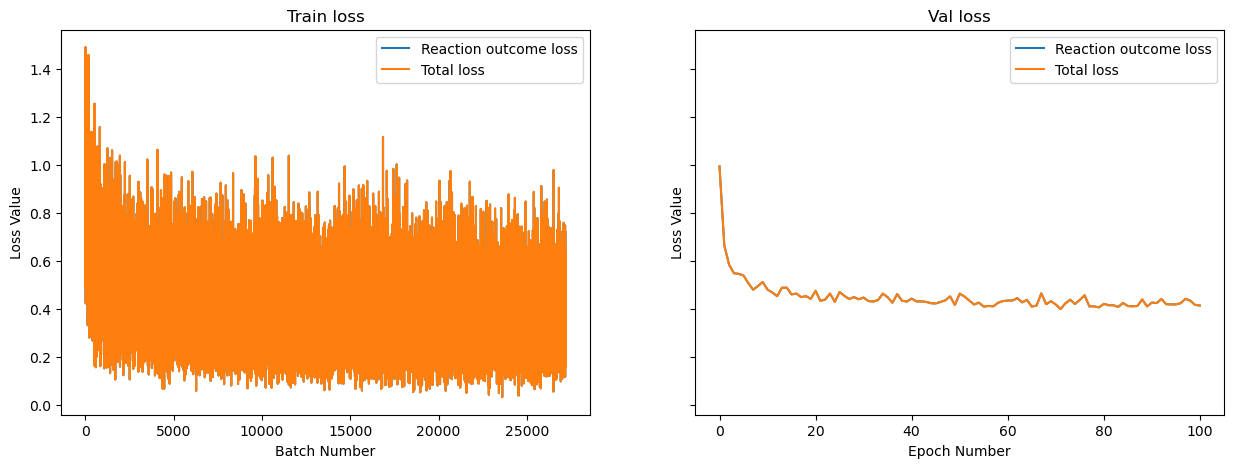 Train loss
Loss Value
1.4
1.2
1.0
0.8
0.6
0.4
0.2
0.0
Reaction outcome loss
Total loss
0 5000 10000 15000 20000 25000
Batch Number
Val loss
Loss Value
Reaction outcome loss
Total loss
0 20 40 60 80 100
Epoch Number